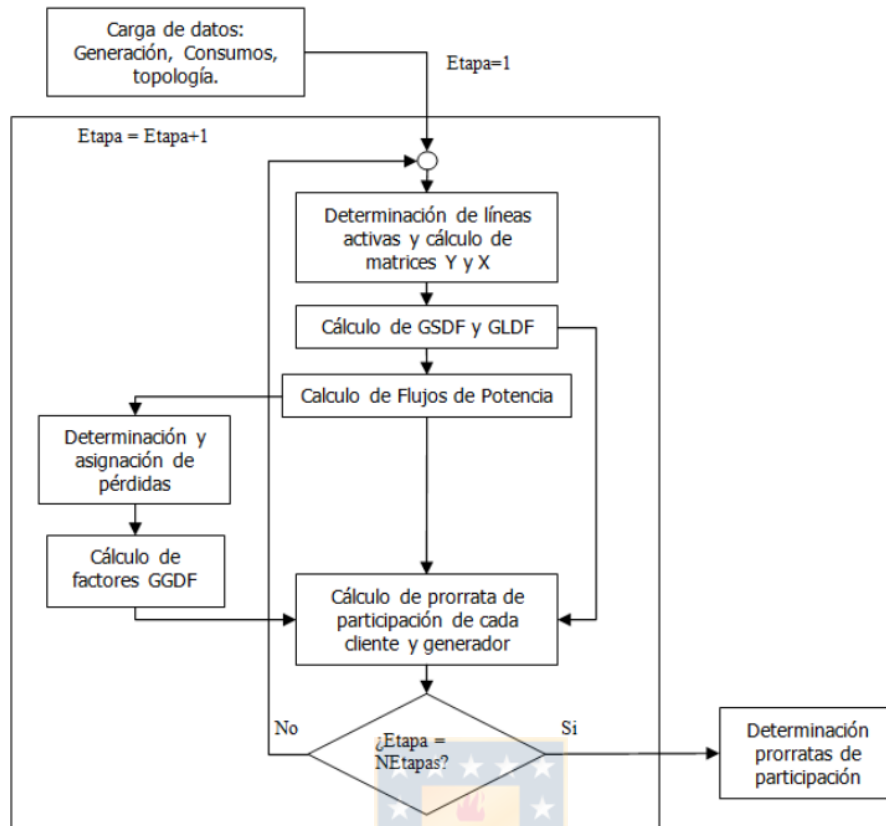 Carga de datos:
Generación, Consumos,
topología.
Etapa=1
Etapa = Etapa+1
Determinación de líneas
activas y cálculo de
matrices Y y X
Cálculo de GSDF y GLDF
Calculo de Flujos de Potencia
Determinación y
asignación de
pérdidas
Cálculo de
factores GGDF
Cálculo de prorrata de
participación de cada
cliente y generador
No
¿Etapa =
NEtapas?
Si
Determinación
prorratas de
participación